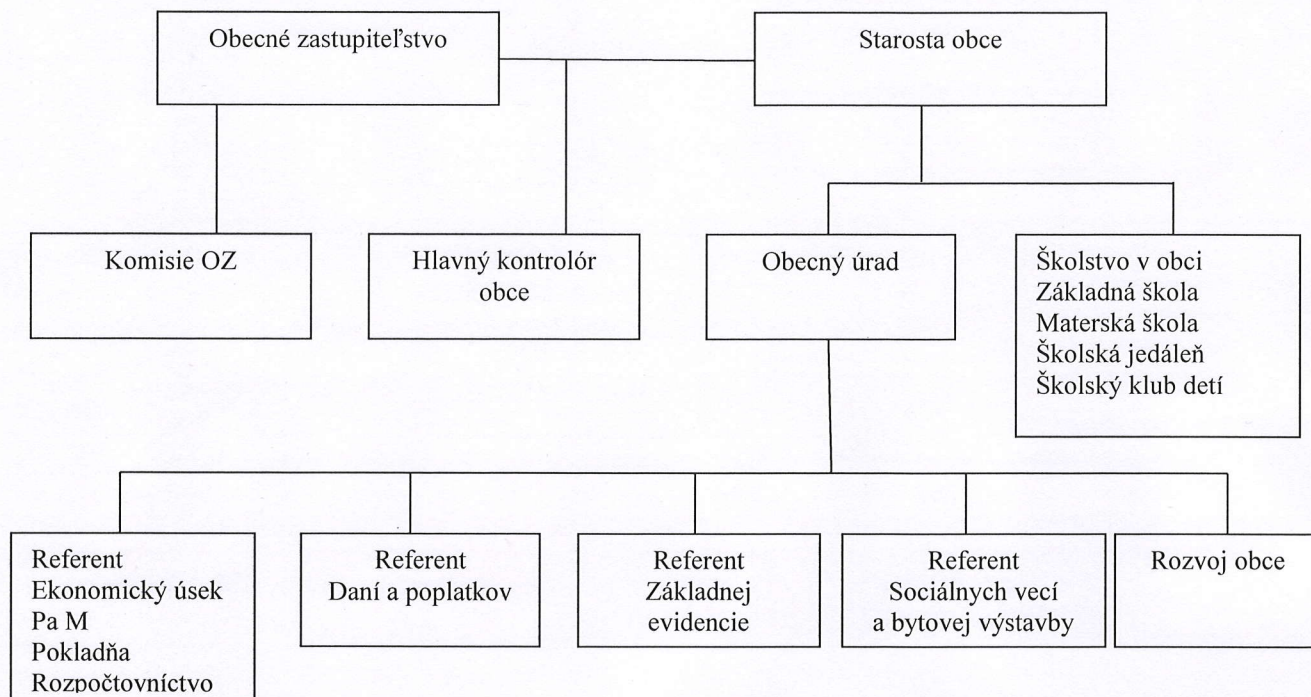 Obecné zastupiteľstvo
Starosta obce
Komisie OZ
Hlavný kontrolór
obce
Obecný úrad
Školstvo v obci
Základná škola
Materská škola
Školská jedáleň
Školský klub detí
Referent
Ekonomický úsek
Pa M
Pokladňa
Rozpočtovníctvo
Referent
Daní a poplatkov
Referent
Základnej
evidencie
Referent
Sociálnych vecí
a bytovej výstavby
Rozvoj obce